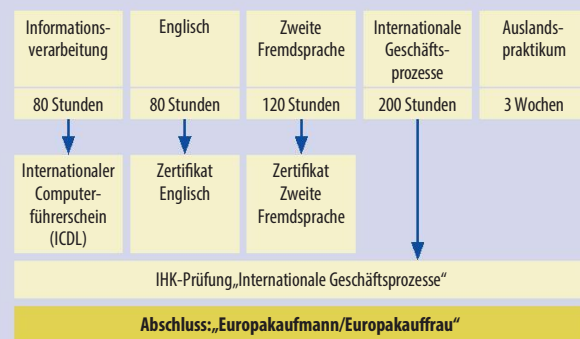 Informations-
verarbeitung
80 Stunden
Internationaler
Computer-
führerschein
(ICDL)
Englisch
80 Stunden
Zertifikat
Englisch
Zweite
Fremdsprache
120 Stunden
Zertifikat
Zweite
Fremdsprache
Internationale
Geschäfts-
prozesse
200 Stunden
Auslands-
praktikum
3 Wochen
IHK-Prüfung„Internationale Geschäftsprozesse“
Abschluss:„Europakaufmann/Europakauffrau“